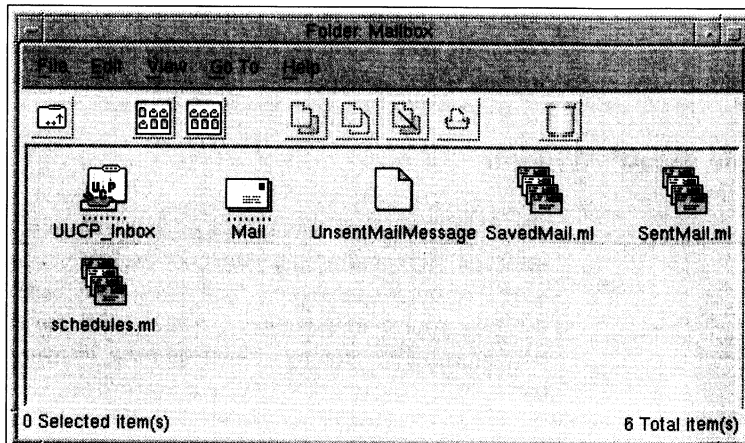 Folder: Mailbox
File Edit View Go To Help
UUCP_Inbox Mail UnsentMailMessage SavedMail.ml SentMail.ml
schedules.ml
0 Selected item(s) 6 Total item(s)